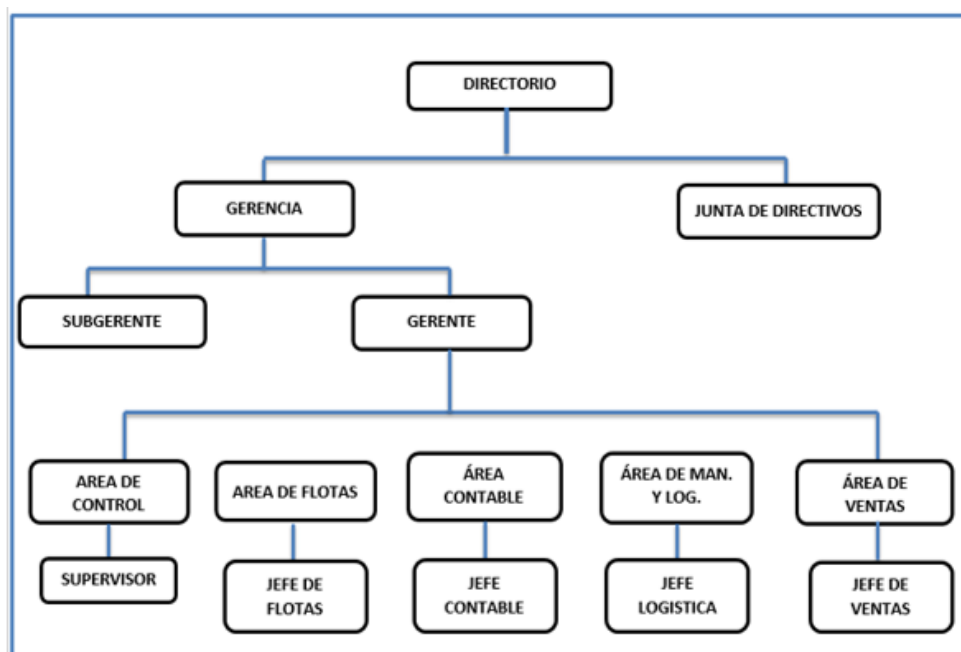 DIRECTORIO
GERENCIA
JUNTA DE DIRECTIVOS
SUBGERENTE
GERENTE
AREA DE
CONTROL
AREA DE FLOTAS
ÁREA
CONTABLE
ÁREA DE MAN.
Y LOG.
ÁREA DE
VENTAS
SUPERVISOR
JEFE DE
FLOTAS
JEFE
CONTABLE
JEFE
LOGISTICA
JEFE DE
VENTAS